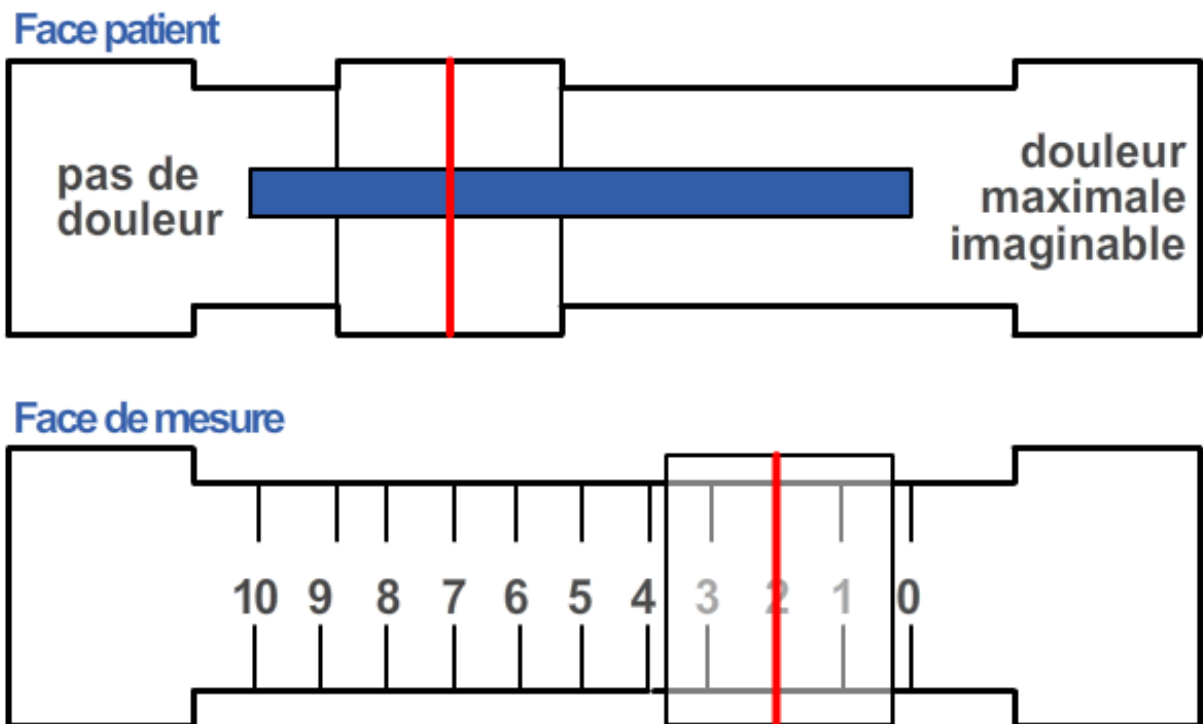 Face patient
pas de
douleur
douleur
maximale
imaginable
Face de mesure
10 9 8 7 6 5 4 3 2 1 0